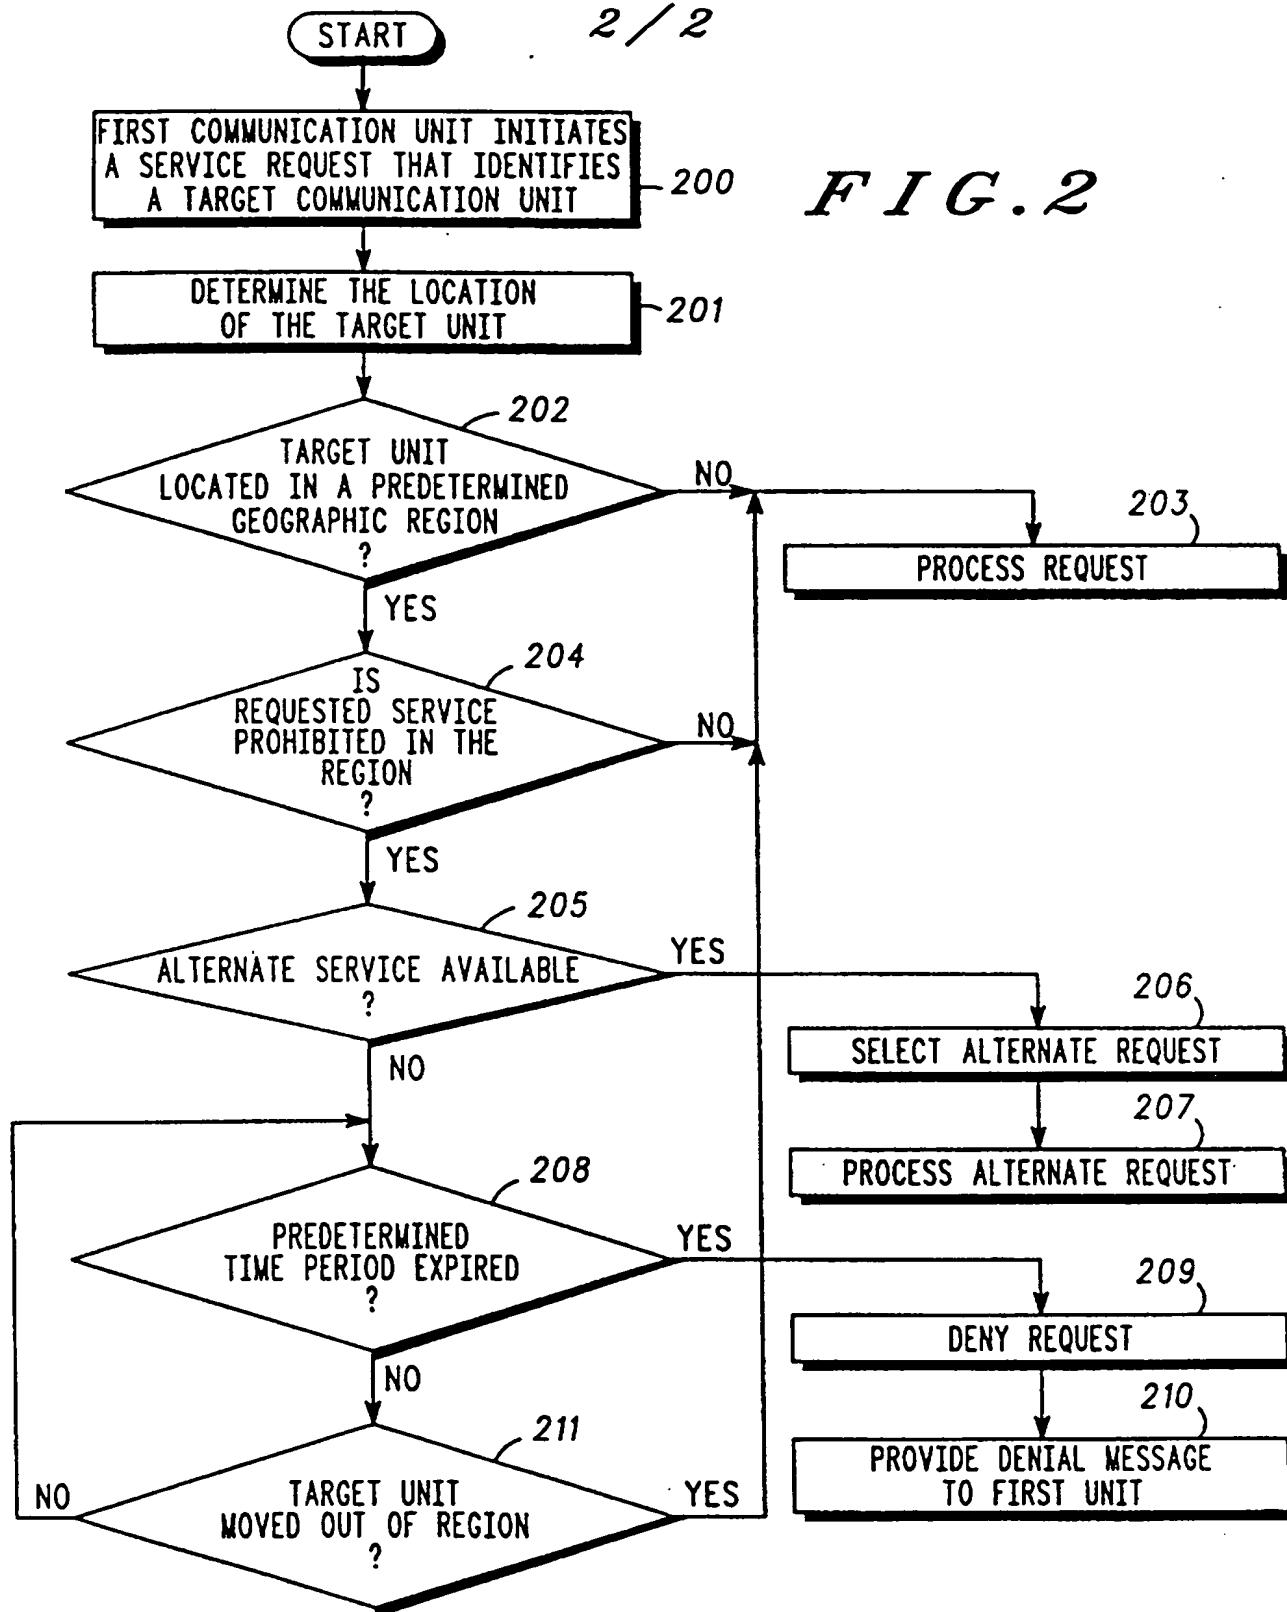 2/2
START
FIRST COMMUNICATION UNIT INITIATES
A SERVICE REQUEST THAT IDENTIFIES
A TARGET COMMUNICATION UNIT
200
FIG.2
DETERMINE THE LOCATION
OF THE TARGET UNIT
201
202
TARGET UNIT
LOCATED IN A PREDETERMINED
GEOGRAPHIC REGION
?
NO
203
PROCESS REQUEST
YES
204
IS
REQUESTED SERVICE
PROHIBITED IN THE
REGION
?
NO
YES
205
ALTERNATE SERVICE AVAILABLE
?
YES
206
SELECT ALTERNATE REQUEST
NO
207
PROCESS ALTERNATE REQUEST
208
PREDETERMINED
TIME PERIOD EXPIRED
?
YES
209
DENY REQUEST
NO
210
PROVIDE DENIAL MESSAGE
TO FIRST UNIT
211
TARGET UNIT
MOVED OUT OF REGION
?
NO
YES